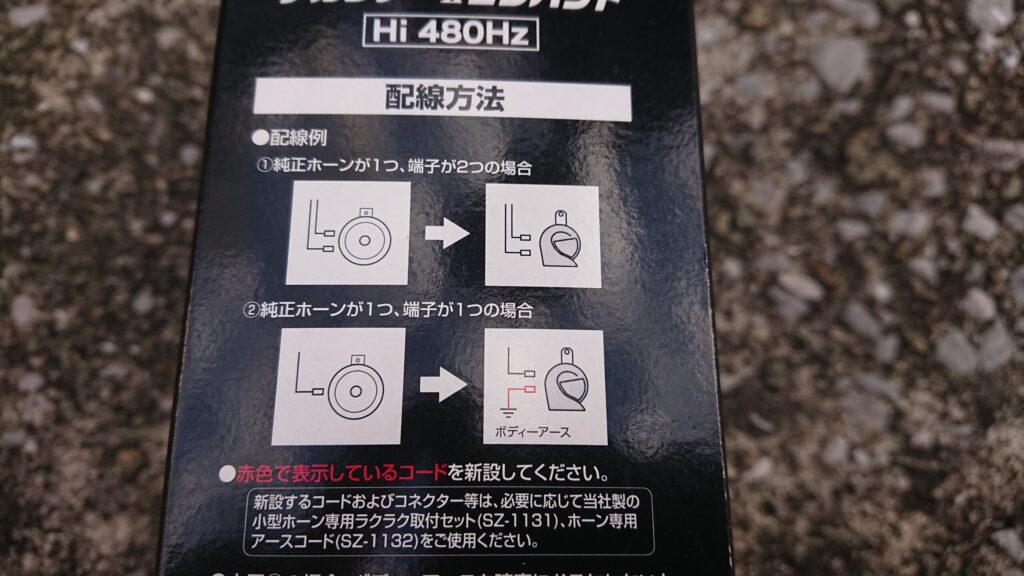 Hi 480Hz
配線方法
●配線例
①純正ホーンが1つ、端子が2つの場合
②純正ホーンが1つ、端子が1つの場合
ボディーアース
●赤色で表示しているコードを新設してください。
新設するコードおよびコネクター等は、必要に応じて当社製の
小型ホーン専用ラクラク取付セット(SZ-1131)、ホーン専用
アースコード(SZ-1132)をご使用ください。